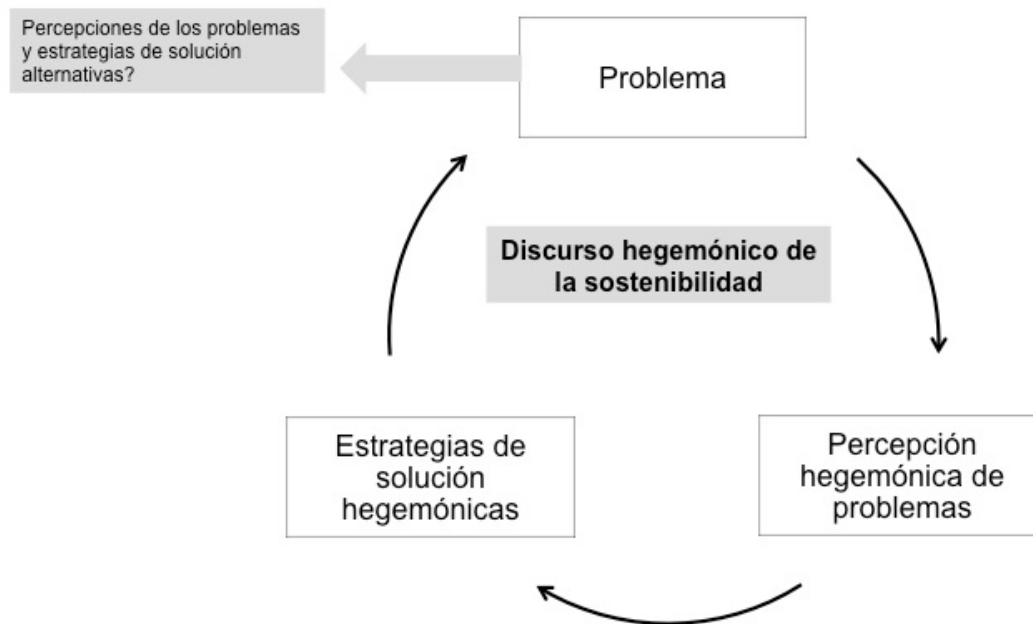 Percepciones de los problemas
y estrategias de solución
alternativas?
Problema
Discurso hegemónico de
la sostenibilidad
Estrategias de
solución
hegemónicas
Percepción
hegemónica de
problemas